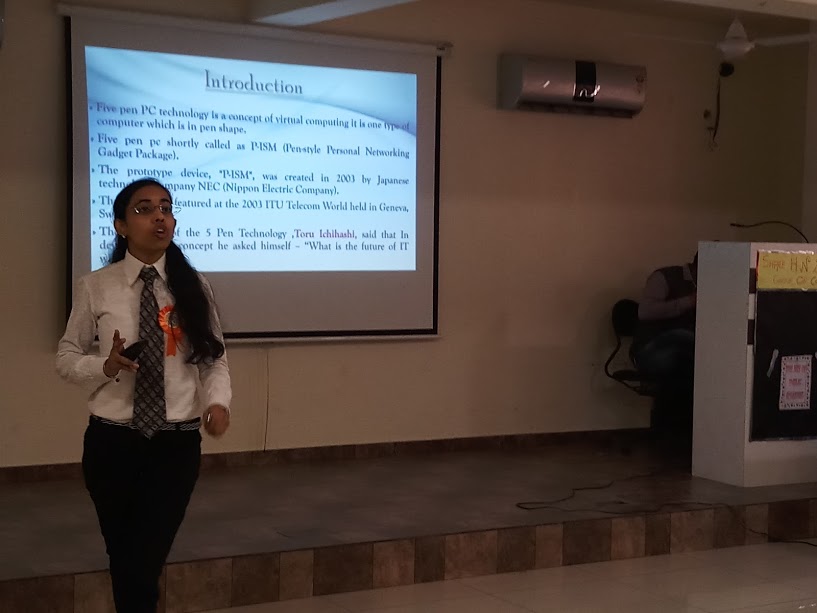 Introduction
Five pen PC technology is a concept of virtual computing it is one type of
computer which is in pen shape.
Five pen pc shortly called as P-ISM (Pen-style Personal Networking
Gadget Package).
The prototype device, "P-ISM", was created in 2003 by Japanese
company NEC (Nippon Electric Company).
featured at the 2003 ITU Telecom World held in Geneva,
of the 5 Pen Technology ,Toru Ichihashi, said that In
concept he asked himself – "What is the future of IT